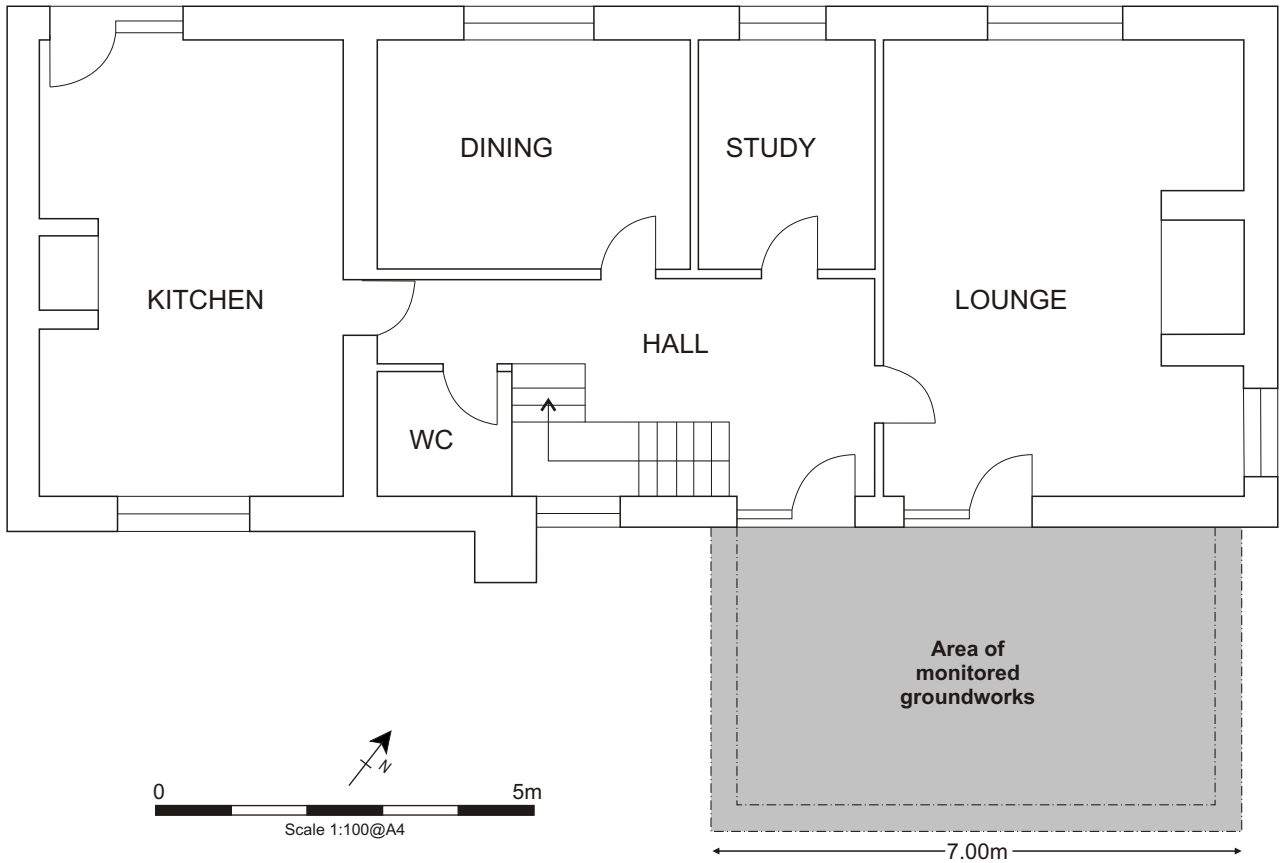 DINING
STUDY
KITCHEN
LOUNGE
HALL
WC
Area of
monitored
groundworks
N
0 5m
Scale 1:100@A4
7.00m